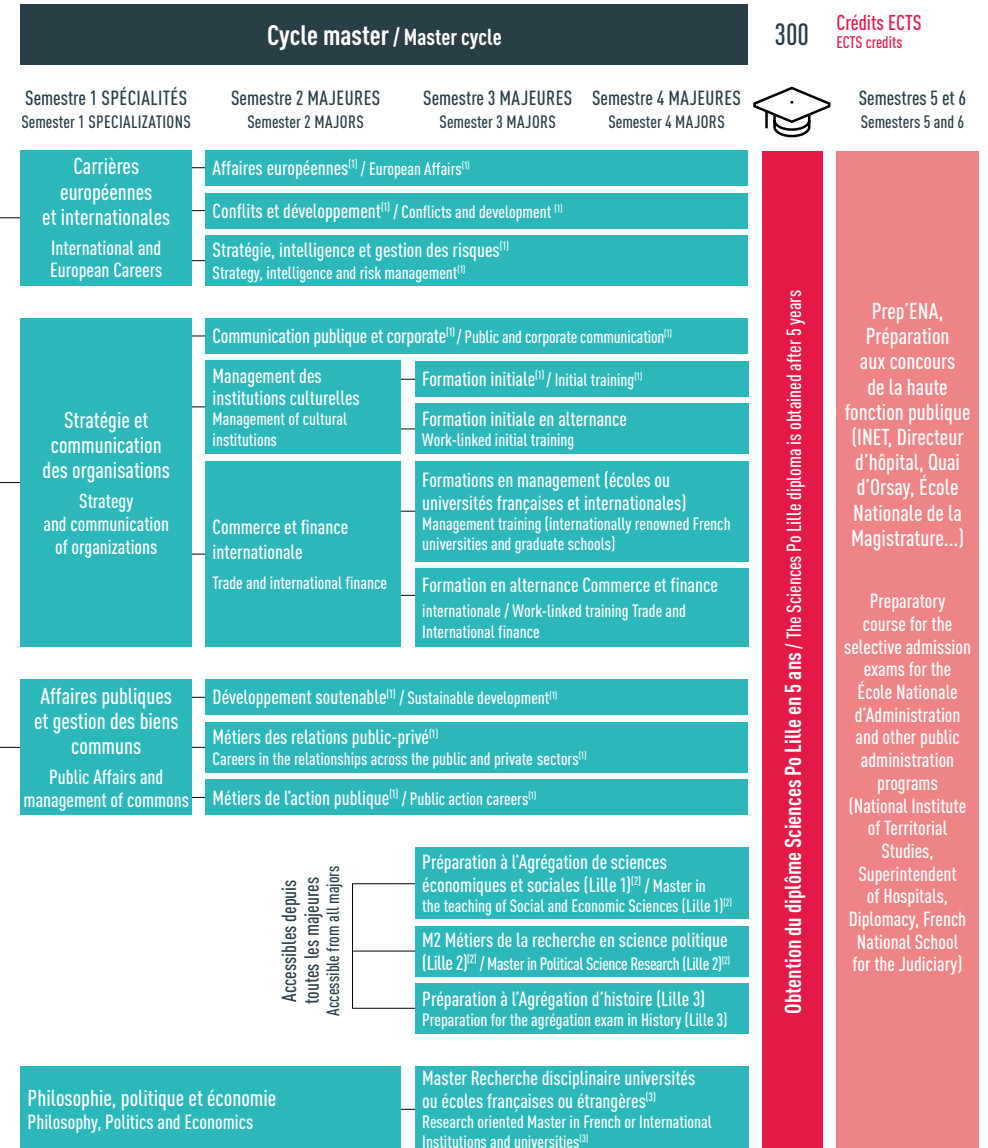 Cycle master / Master cycle
300
Crédits ECTS
ECTS credits
Semestre 1 SPÉCIALITÉS
Semester 1 SPECIALIZATIONS
Semestre 2 MAJEURES
Semester 2 MAJORS
Semestre 3 MAJEURES
Semester 3 MAJORS
Semestre 4 MAJEURES
Semester 4 MAJORS
Semestres 5 et 6
Semesters 5 and 6
Carrières
européennes
et internationales
International and
European Careers
Affaires européennes(1) / European Affairs(1)
Conflits et développement(1) / Conflicts and development (1)
Stratégie, intelligence et gestion des risques(1)
Strategy, intelligence and risk management(1)
Stratégie et
communication
des organisations
Strategy
and communication
of organizations
Communication publique et corporate(1) / Public and corporate communication(1)
Management des
institutions culturelles
Management of cultural
institutions
Formation initiale(1) / Initial training(1)
Formation initiale en alternance
Work-linked initial training
Commerce et finance
internationale
Trade and international finance
Formations en management (écoles ou
universités françaises et internationales)
Management training (internationally renowned French
universities and graduate schools)
Formation en alternance Commerce et finance
internationale / Work-linked training Trade and
International finance
Affaires publiques
et gestion des biens
communs
Public Affairs and
management of commons
Développement soutenable(1) / Sustainable development(1)
Métiers des relations public-privé(1)
Careers in the relationships across the public and private sectors(1)
Métiers de l'action publique(1) / Public action careers(1)
Accessibles depuis
toutes les majeures
Accessible from all majors
Préparation à l'Agrégation de sciences
économiques et sociales (Lille 1)(2) / Master in
the teaching of Social and Economic Sciences (Lille 1)(2)
M2 Métiers de la recherche en science politique
(Lille 2)(2) / Master in Political Science Research (Lille 2)(2)
Préparation à l'Agrégation d'histoire (Lille 3)
Preparation for the agrégation exam in History (Lille 3)
Philosophie, politique et économie
Philosophy, Politics and Economics
Master Recherche disciplinaire universités
ou écoles françaises ou étrangères(3)
Research oriented Master in French or International
Institutions and universities(3)
Obtention du diplôme Sciences Po Lille en 5 ans / The Sciences Po Lille diploma is obtained after 5 years
Prep'ENA,
Préparation
aux concours
de la haute
fonction publique
(INET, Directeur
d'hôpital, Quai
d'Orsay, École
Nationale de la
Magistrature...)
Preparatory
course for the
selective admission
exams for the
École Nationale
d'Administration
and other public
administration
programs
(National Institute
of Territorial
Studies,
Superintendent
of Hospitals,
Diplomacy, French
National School
for the Judiciary)